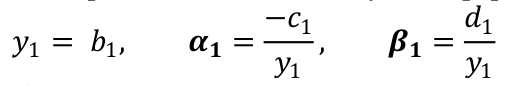 y₁ = b₁, 𝜶₁ = −c₁/y₁, 𝜷₁ = d₁/y₁